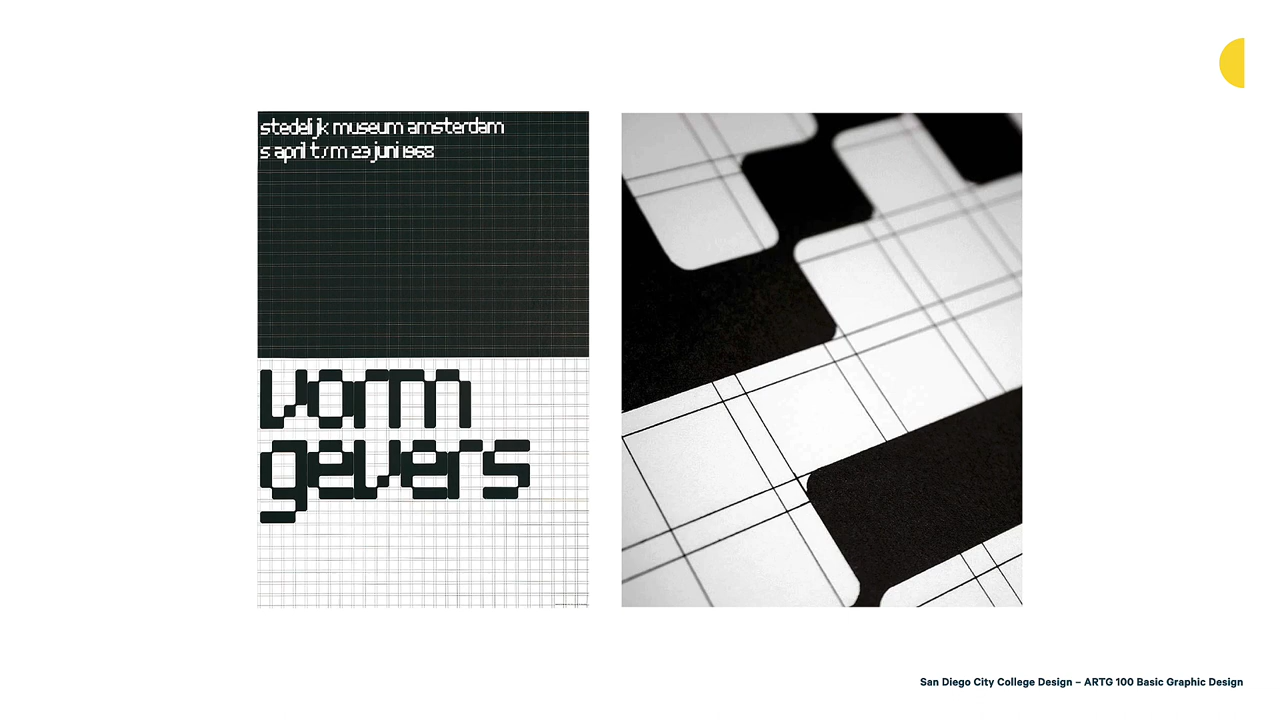 stedelijk museum amsterdam
5 april t/m 29 juni 1968
vorm
gevers
San Diego City College Design – ARTG 100 Basic Graphic Design